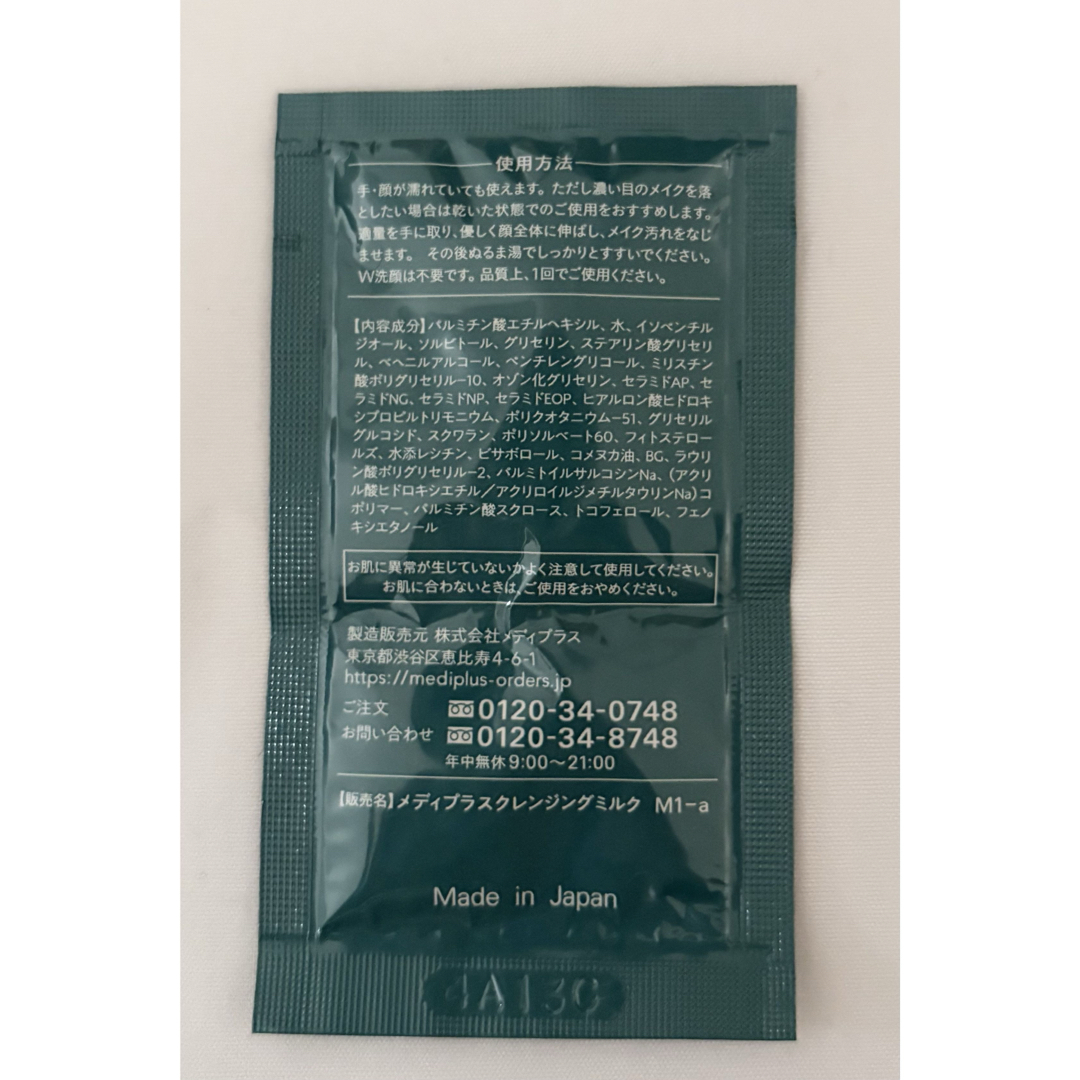 使用方法
手・顔が濡れていても使えます。ただし濃い目のメイクを落
としたい場合は乾いた状態でのご使用をおすすめします。
適量を手に取り、優しく顔全体に伸ばし、メイク汚れをなじ
ませます。 その後ぬるま湯でしっかりとすすいでください。
W洗顔は不要です。品質上、1回でご使用ください。
【内容成分】パルミチン酸エチルヘキシル、水、イソペンチル
ジオール、ソルビトール、グリセリン、ステアリン酸グリセリ
ル、ベヘニルアルコール、ペンチレングリコール、ミリスチン
酸ポリグリセリル−10、オゾン化グリセリン、セラミドAP、セ
ラミドNG、セラミドNP、セラミドEOP、ヒアルロン酸ヒドロキ
シプロピルトリモニウム、ポリクオタニウム−51、グリセリル
グルコシド、スクワラン、ポリソルベート60、フィトステロー
ルズ、水添レシチン、ビサボロール、コメヌカ油、BG、ラウリ
ン酸ポリグリセリル−2、パルミトイルサルコシンNa、（アクリ
ル酸ヒドロキシエチル／アクリロイルジメチルタウリンNa）コ
ポリマー、パルミチン酸スクロース、トコフェロール、フェノ
キシエタノール
お肌に異常が生じていないかよく注意して使用してください。
お肌に合わないときは、ご使用をおやめください。
製造販売元 株式会社メディプラス
東京都渋谷区恵比寿4-6-1
https://mediplus-orders.jp
ご注文 0120-34-0748
お問い合わせ 0120-34-8748
年中無休9:00〜21:00
【販売名】メディプラスクレンジングミルク M1−a
Made in Japan
4A13C